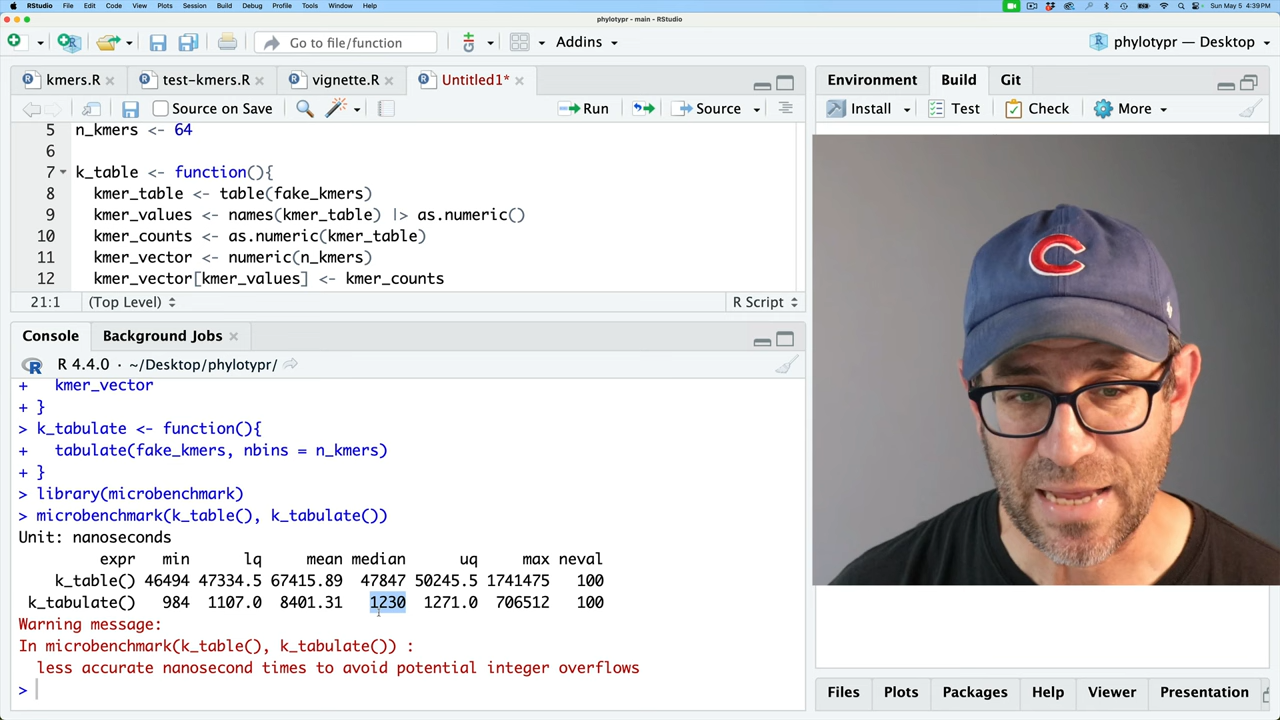 RStudio File Edit Code View Plots Session Build Debug Profile Tools Window Help
Sun May 5 4:39 PM
phylotypr - main - RStudio
Go to file/function
Addins
phylotypr — Desktop
kmers.R
test-kmers.R
vignette.R
Untitled1*
Source on Save
Run
Source
5 n_kmers <- 64
6
7 k_table <- function(){
8 kmer_table <- table(fake_kmers)
9 kmer_values <- names(kmer_table) |> as.numeric()
10 kmer_counts <- as.numeric(kmer_table)
11 kmer_vector <- numeric(n_kmers)
12 kmer_vector[kmer_values] <- kmer_counts
21:1 (Top Level) R Script
Console Background Jobs
R 4.4.0 · ~/Desktop/phylotypr/
+ kmer_vector
+ }
> k_tabulate <- function(){
+ tabulate(fake_kmers, nbins = n_kmers)
+ }
> library(microbenchmark)
> microbenchmark(k_table(), k_tabulate())
Unit: nanoseconds
expr min lq mean median uq max neval
k_table() 46494 47334.5 67415.89 47847 50245.5 1741475 100
k_tabulate() 984 1107.0 8401.31 1230 1271.0 706512 100
Warning message:
In microbenchmark(k_table(), k_tabulate()) :
less accurate nanosecond times to avoid potential integer overflows
>
Environment Build Git
Install Test Check More
C
Files Plots Packages Help Viewer Presentation